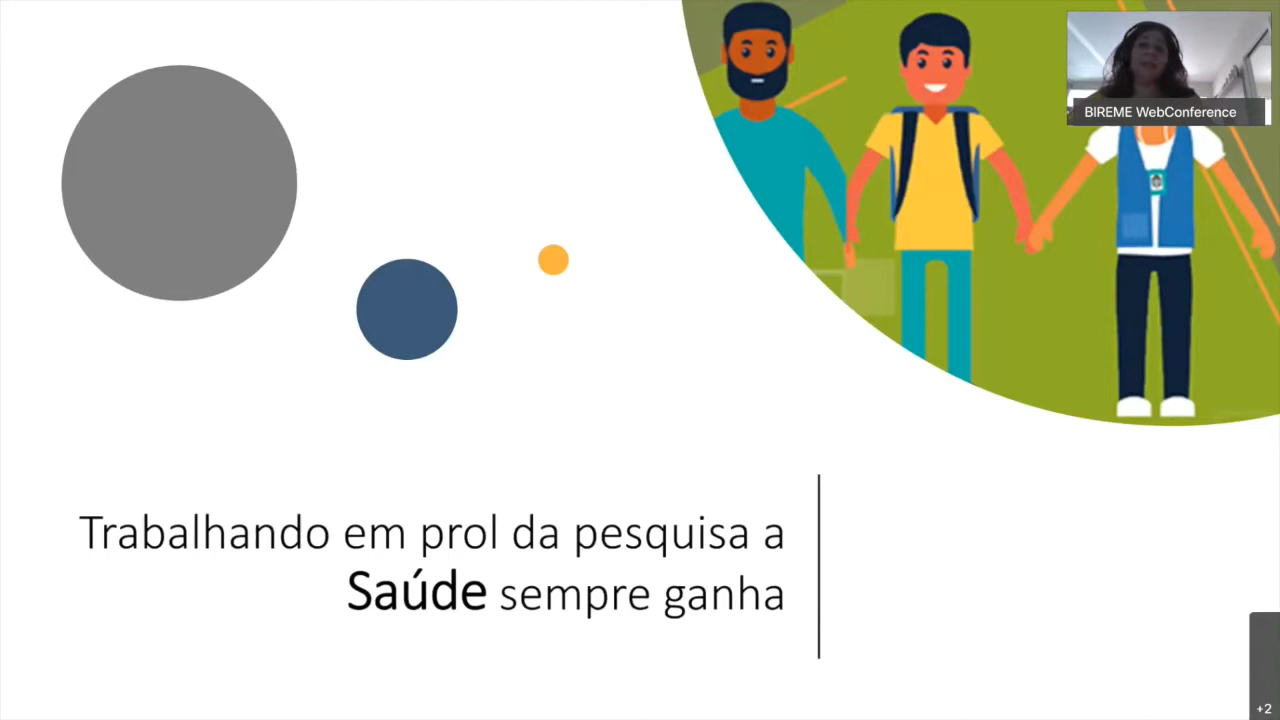 BIREME WebConference
Trabalhando em prol da pesquisa a
Saúde sempre ganha
+2